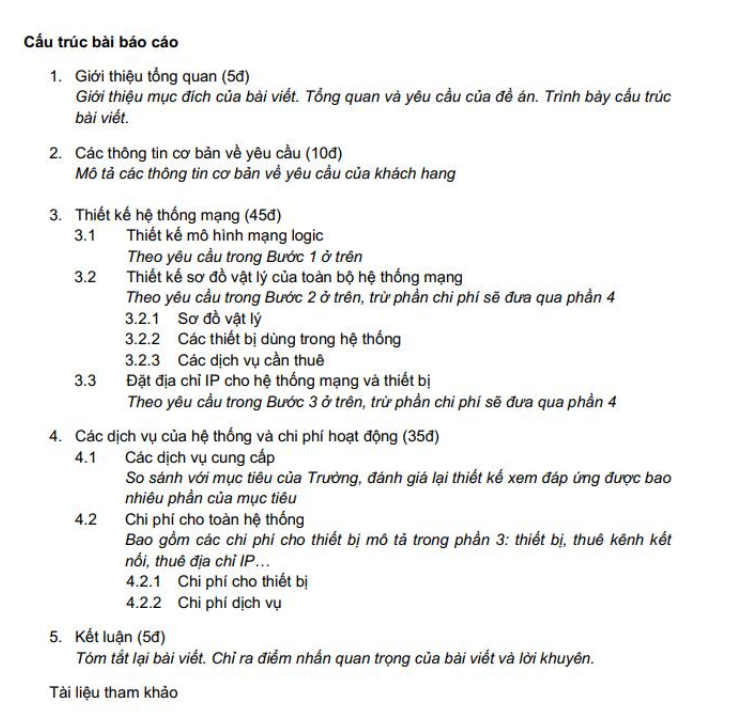 Cấu trúc bài báo cáo
1. Giới thiệu tổng quan (5đ)
Giới thiệu mục đích của bài viết. Tổng quan và yêu cầu của đề án. Trình bày cấu trúc
bài viết.
2. Các thông tin cơ bản về yêu cầu (10đ)
Mô tả các thông tin cơ bản về yêu cầu của khách hang
3. Thiết kế hệ thống mạng (45đ)
3.1 Thiết kế mô hình mạng logic
Theo yêu cầu trong Bước 1 ở trên
3.2 Thiết kế sơ đồ vật lý của toàn bộ hệ thống mạng
Theo yêu cầu trong Bước 2 ở trên, trừ phần chi phí sẽ đưa qua phần 4
3.2.1 Sơ đồ vật lý
3.2.2 Các thiết bị dùng trong hệ thống
3.2.3 Các dịch vụ cần thuê
3.3 Đặt địa chỉ IP cho hệ thống mạng và thiết bị
Theo yêu cầu trong Bước 3 ở trên, trừ phần chi phí sẽ đưa qua phần 4
4. Các dịch vụ của hệ thống và chi phí hoạt động (35đ)
4.1 Các dịch vụ cung cấp
So sánh với mục tiêu của Trường, đánh giá lại thiết kế xem đáp ứng được bao
nhiêu phần của mục tiêu
4.2 Chi phí cho toàn hệ thống
Bao gồm các chi phí cho thiết bị mô tả trong phần 3: thiết bị, thuê kênh kết
nối, thuê địa chỉ IP…
4.2.1 Chi phí cho thiết bị
4.2.2 Chi phí dịch vụ
5. Kết luận (5đ)
Tóm tắt lại bài viết. Chỉ ra điểm nhấn quan trọng của bài viết và lời khuyên.
Tài liệu tham khảo